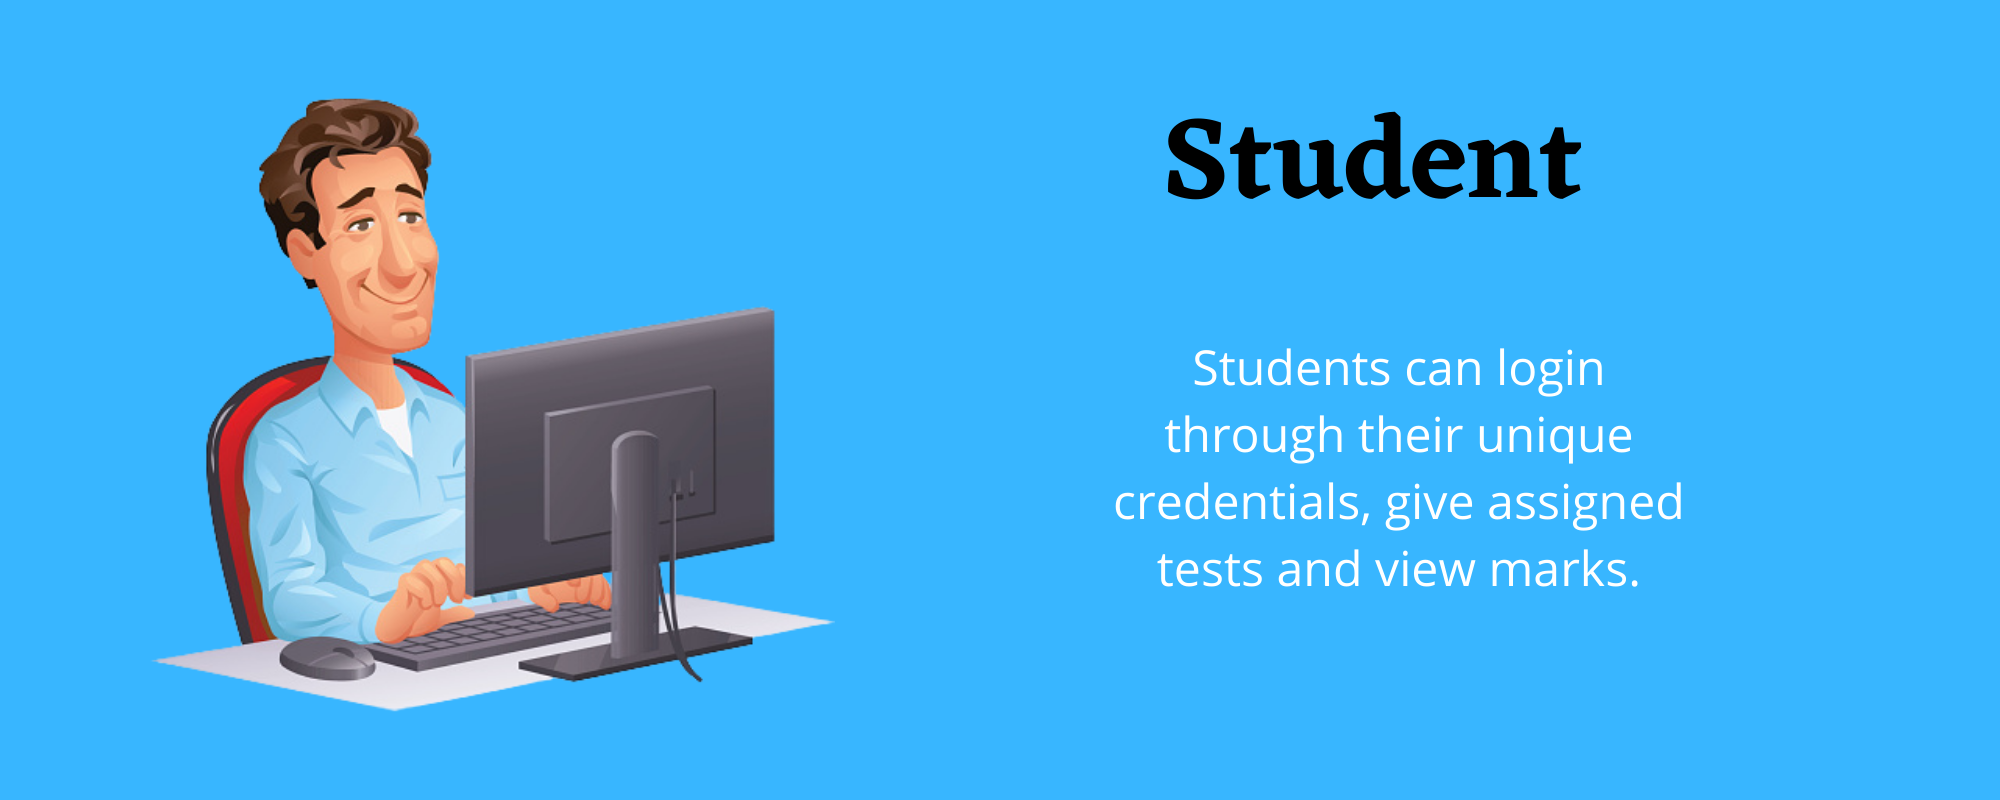 Student
Students can login
through their unique
credentials, give assigned
tests and view marks.